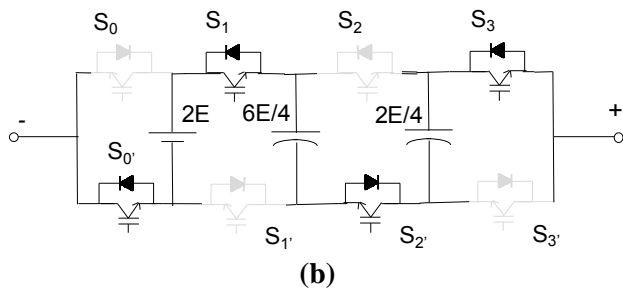 S0 S1 S2 S3
- 2E 6E/4 2E/4 +
S0'
S1' S2' S3'
(b)